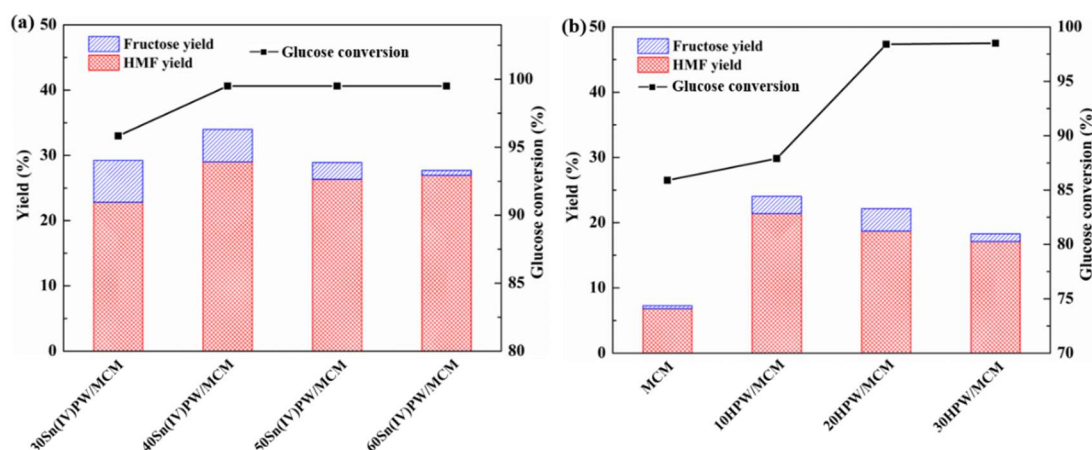 (a)
50
40
30
20
10
0
Yield (%)
Fructose yield
HMF yield
Glucose conversion
100
95
90
85
80
Glucose conversion (%)
30Sn(IV)PW/MCM
40Sn(IV)PW/MCM
50Sn(IV)PW/MCM
60Sn(IV)PW/MCM
(b)
50
40
30
20
10
0
Yield (%)
Fructose yield
HMF yield
Glucose conversion
100
95
90
85
80
75
70
Glucose conversion (%)
MCM
10HPW/MCM
20HPW/MCM
30HPW/MCM